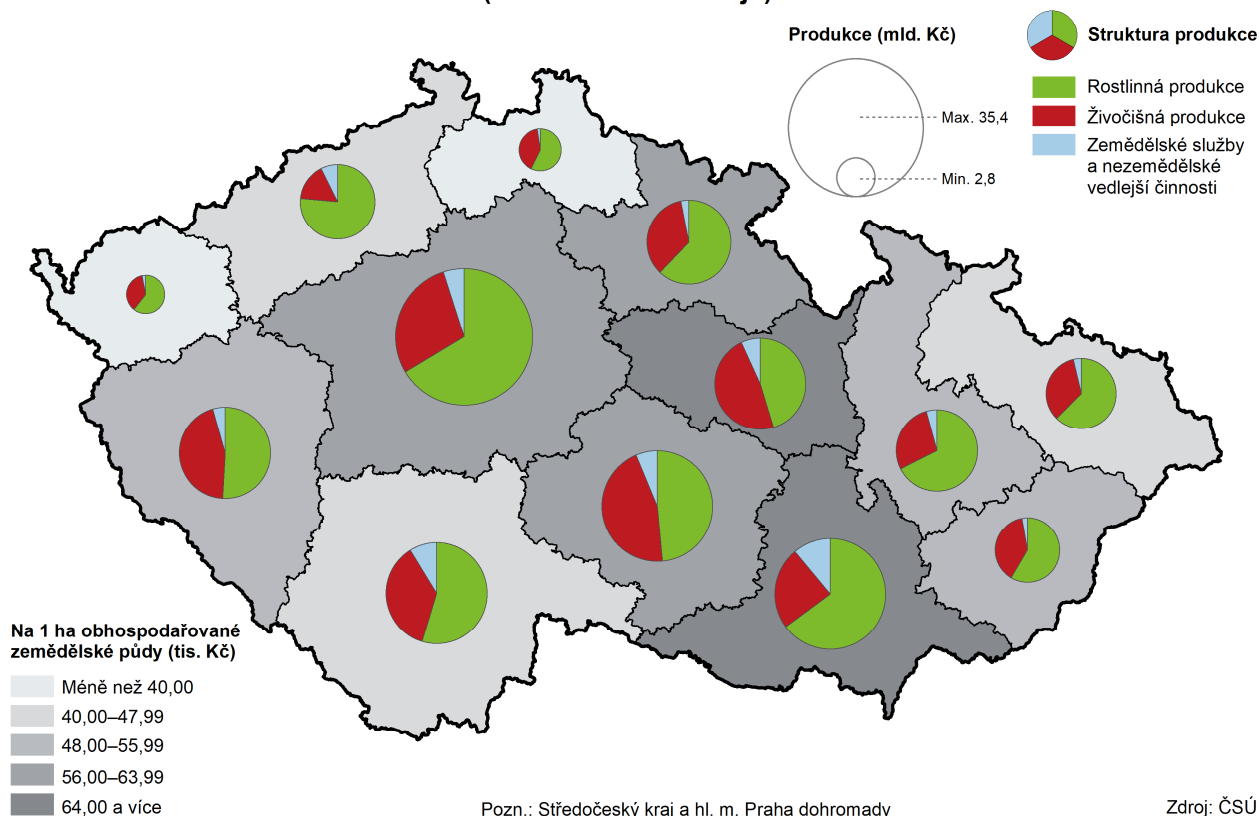 Produkce (mld. Kč)
Max. 35,4
Min. 2,8
Struktura produkce
Rostlinná produkce
Živočišná produkce
Zemědělské služby
a nezemědělské
vedlejší činnosti
Na 1 ha obhospodařované
zemědělské půdy (tis. Kč)
Méně než 40,00
40,00–47,99
48,00–55,99
56,00–63,99
64,00 a více
Pozn.: Středočeský kraj a hl. m. Praha dohromady
Zdroj: ČSÚ